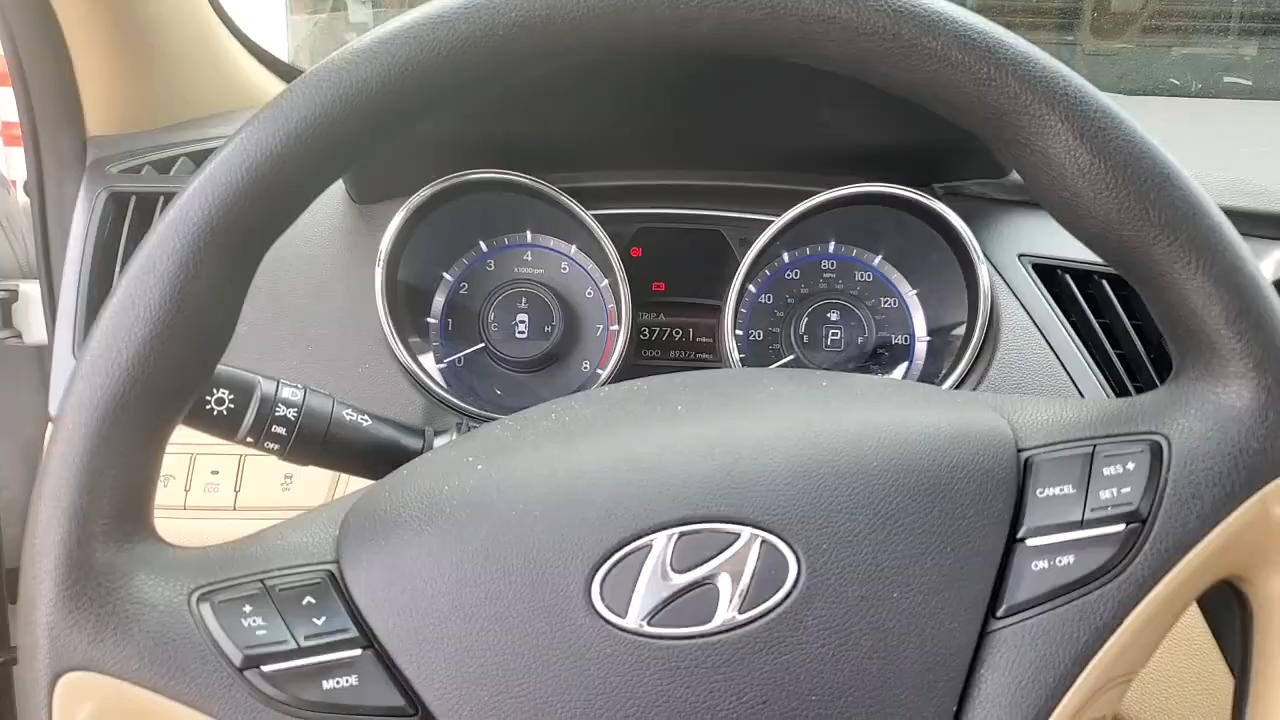 1 2 3 4 5 6 7 8
0
X1000rpm
C H
TRIP A
3779.1 miles
ODO 89372 miles
20 40 60 80 100 120 140
MPH
E P F
DRL
OFF
ECO
OFF
+
VOL
-
MODE
CANCEL
RES +
SET -
ON·OFF